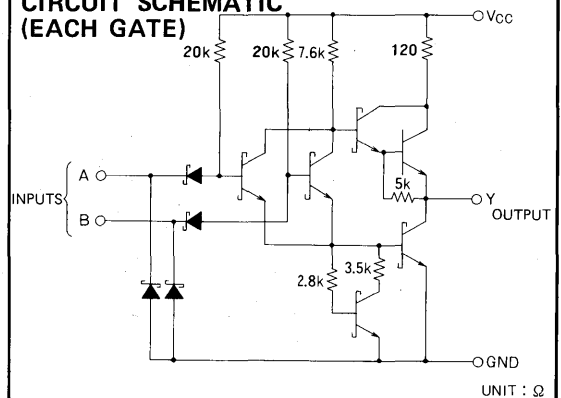 CIRCUIT SCHEMATIC
(EACH GATE)
VCC
20k 20k 7.6k 120
A
INPUTS
B
5k
Y
OUTPUT
2.8k 3.5k
GND
UNIT : Ω